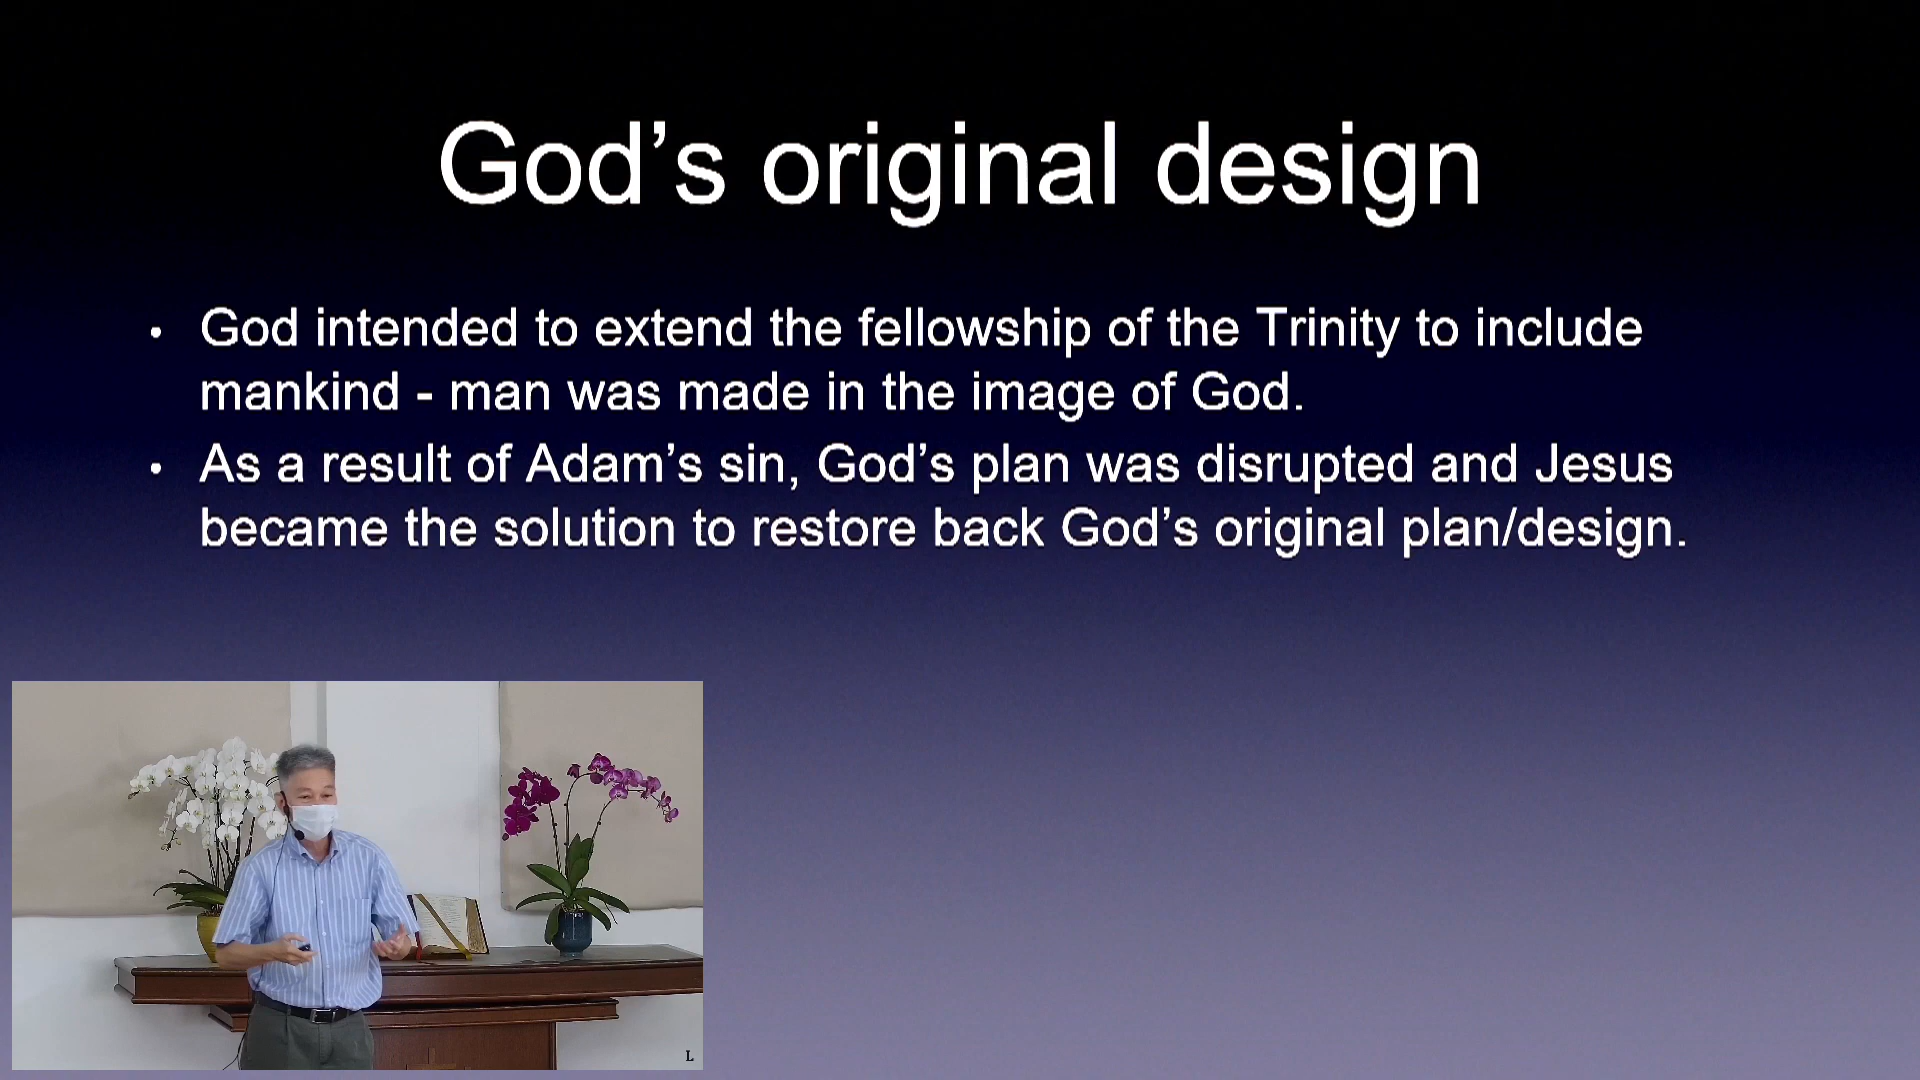 God’s original design
• God intended to extend the fellowship of the Trinity to include
mankind - man was made in the image of God.
• As a result of Adam’s sin, God’s plan was disrupted and Jesus
became the solution to restore back God’s original plan/design.
L